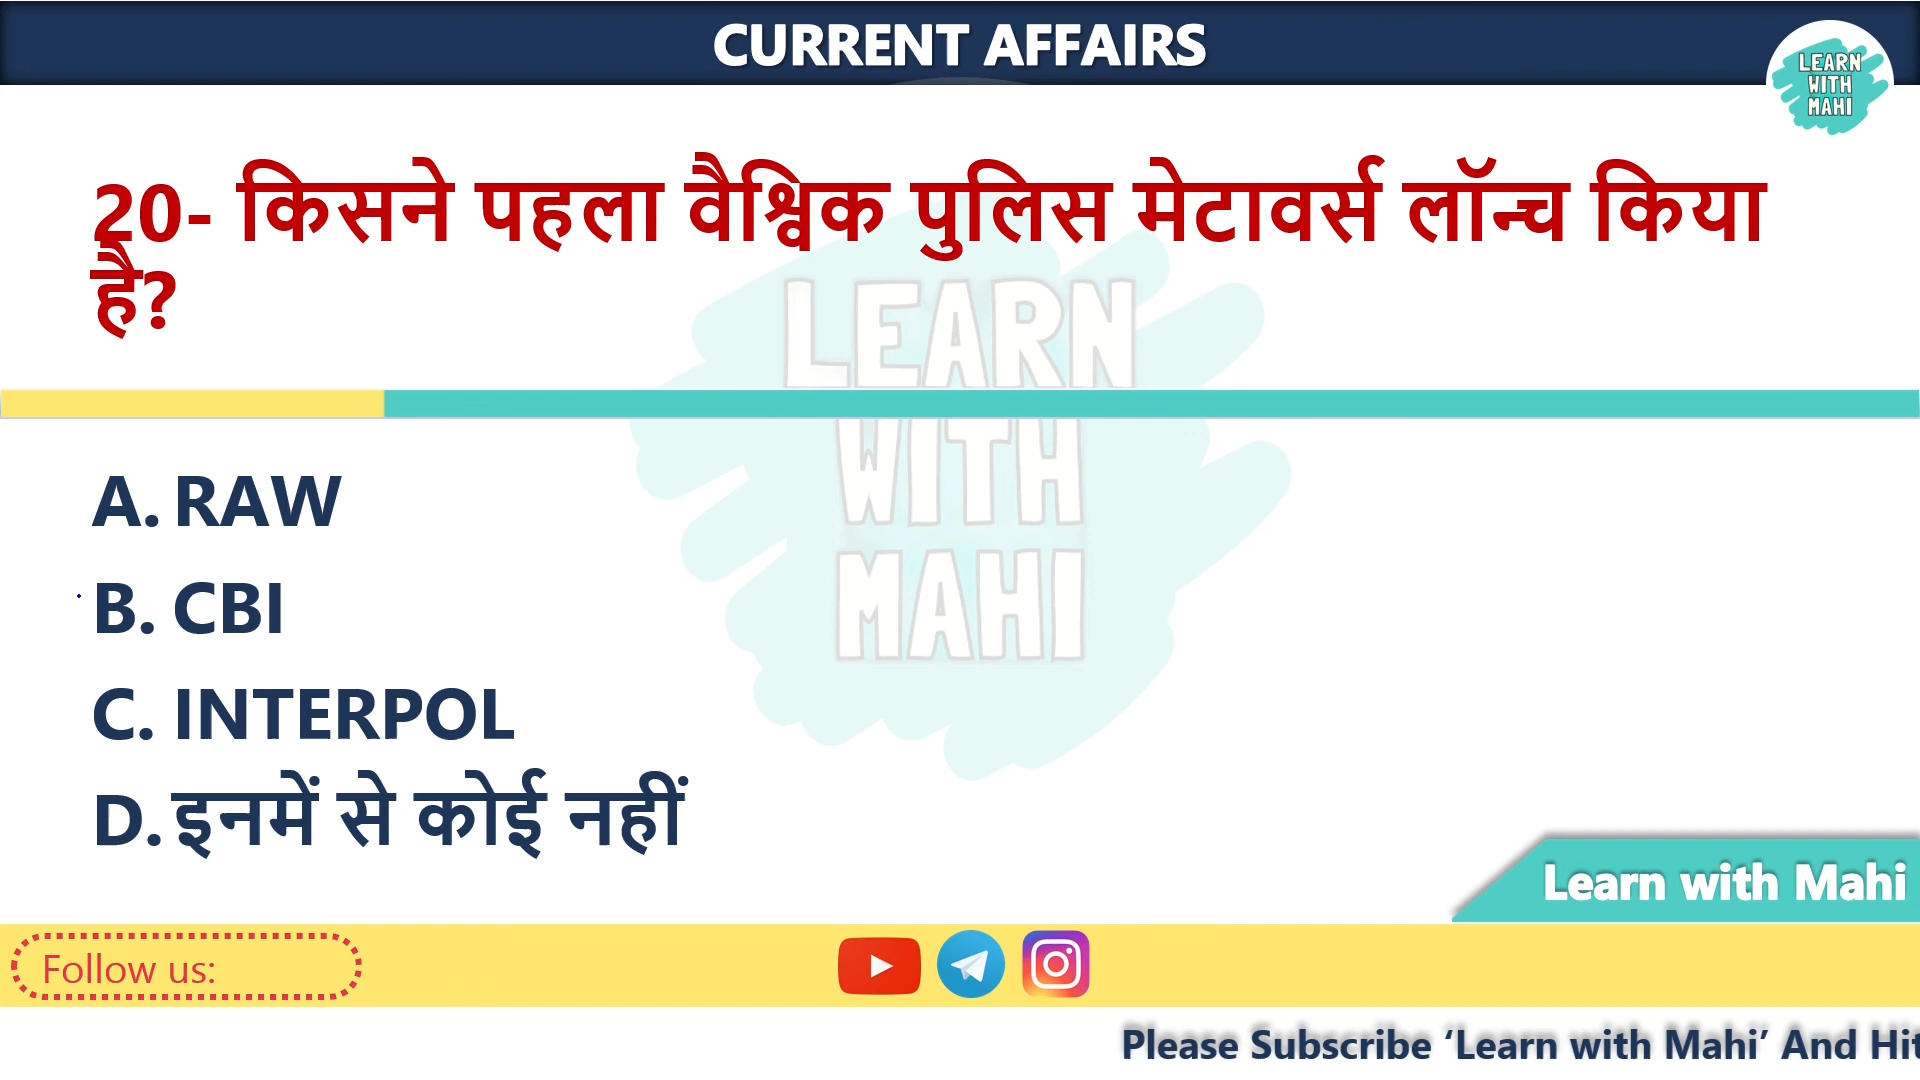 CURRENT AFFAIRS
LEARN
WITH
MAHI
20- किसने पहला वैश्विक पुलिस मेटावर्स लॉन्च किया
है?
LEARN
WITH
MAHI
A. RAW
B. CBI
C. INTERPOL
D. इनमें से कोई नहीं
Learn with Mahi
Follow us:
Please Subscribe ‘Learn with Mahi’ And Hit